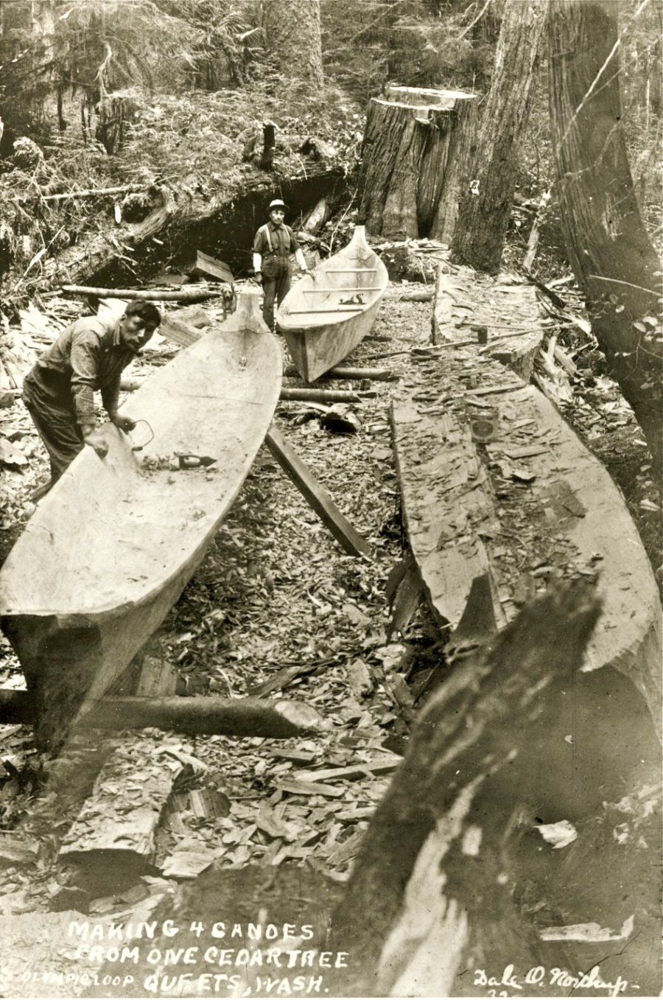 MAKING 4 CANOES
FROM ONE CEDAR TREE
OLYMPIC LOOP QUEETS, WASH.
Dale O. Northup-